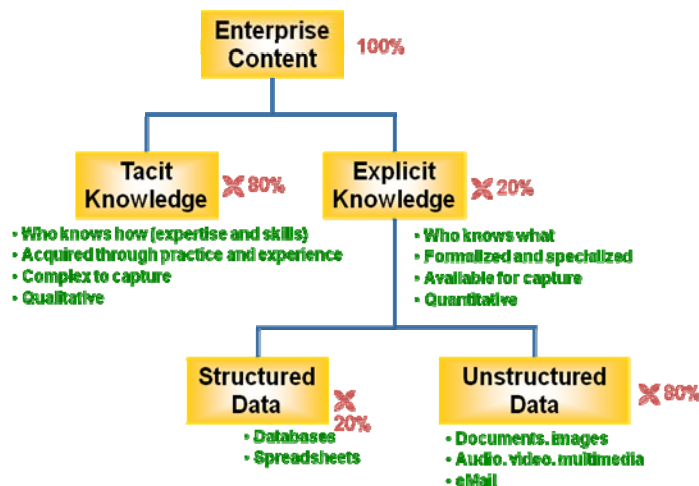 Enterprise
Content
100%
Tacit
Knowledge
80%
Explicit
Knowledge
20%
• Who knows how (expertise and skills)
• Acquired through practice and experience
• Complex to capture
• Qualitative
• Who knows what
• Formalized and specialized
• Available for capture
• Quantitative
Structured
Data
20%
Unstructured
Data
80%
• Databases
• Spreadsheets
• Documents. images
• Audio. video. multimedia
• eMail